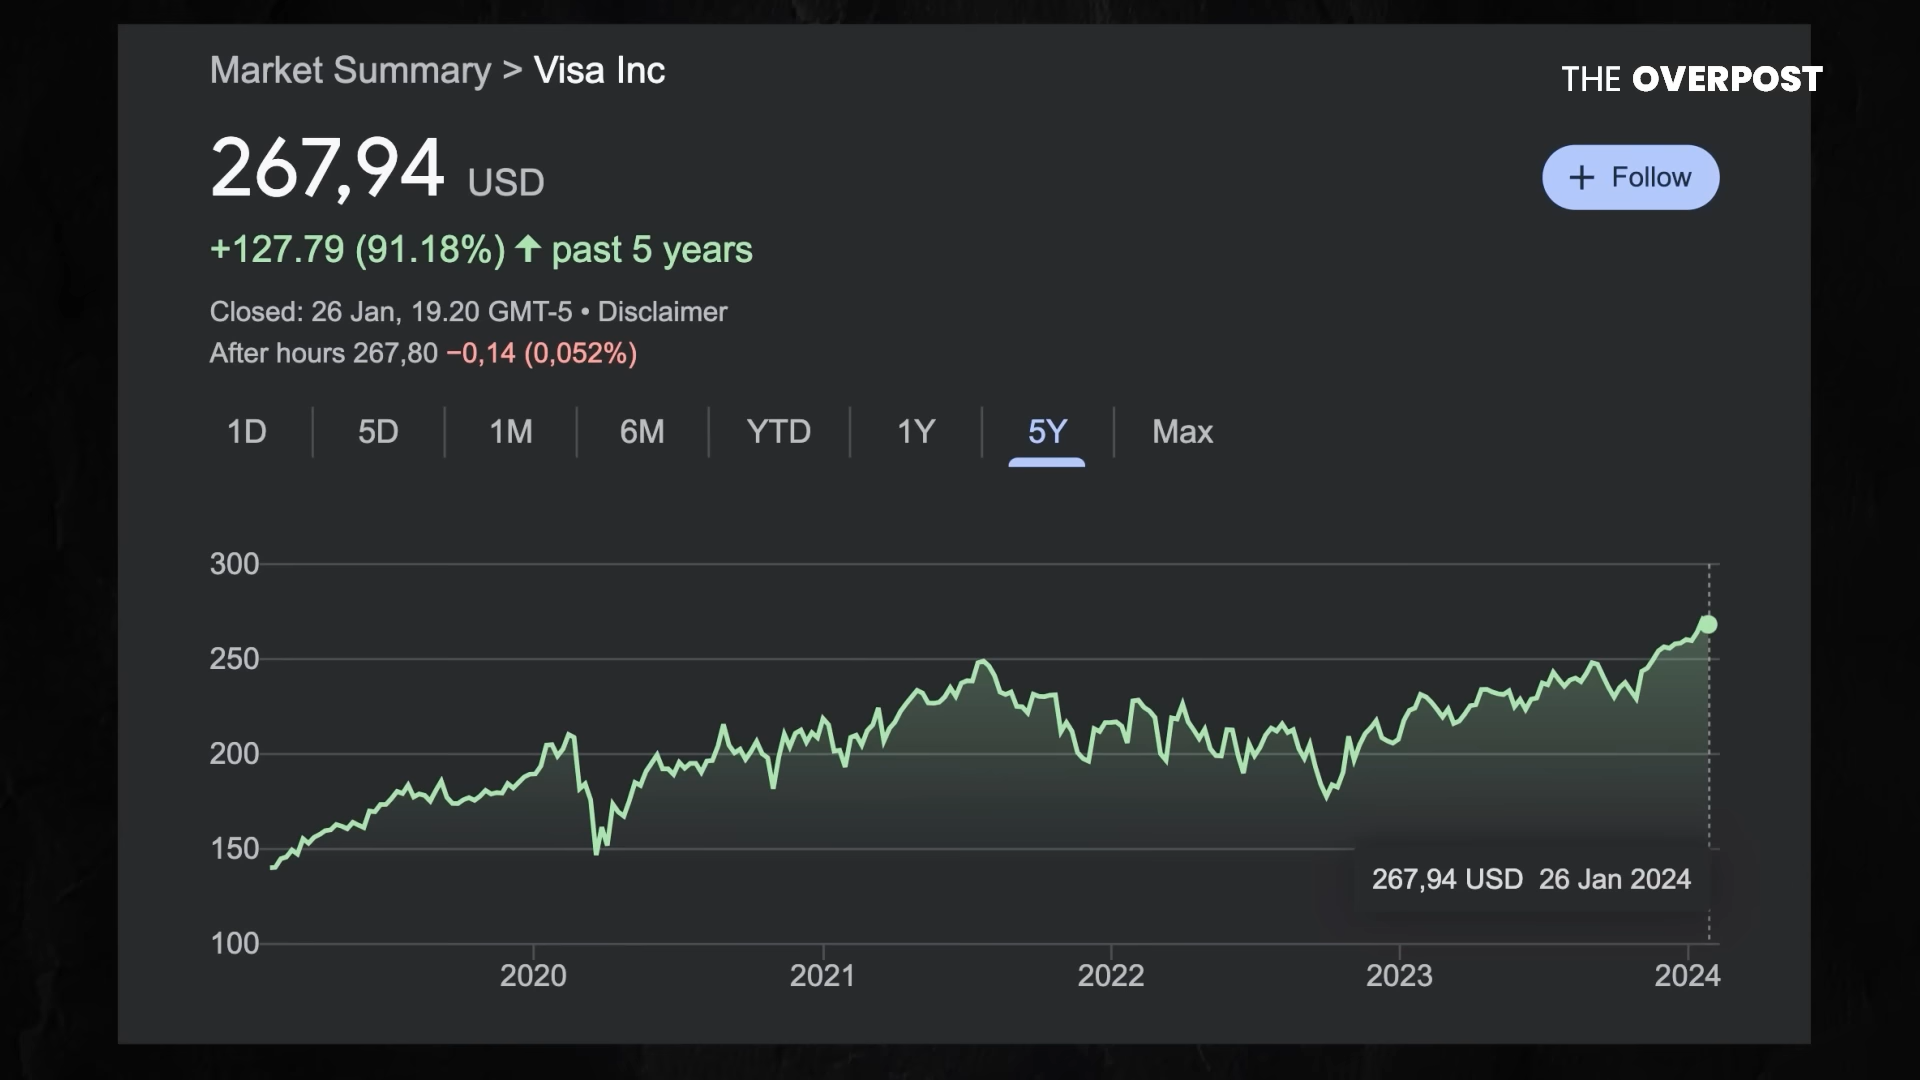 Market Summary > Visa Inc
THE OVERPOST
267,94 USD
+ Follow
+127.79 (91.18%) ↑ past 5 years
Closed: 26 Jan, 19.20 GMT-5 • Disclaimer
After hours 267,80 −0,14 (0,052%)
1D 5D 1M 6M YTD 1Y 5Y Max
300
250
200
150
267,94 USD 26 Jan 2024
100
2020 2021 2022 2023 2024